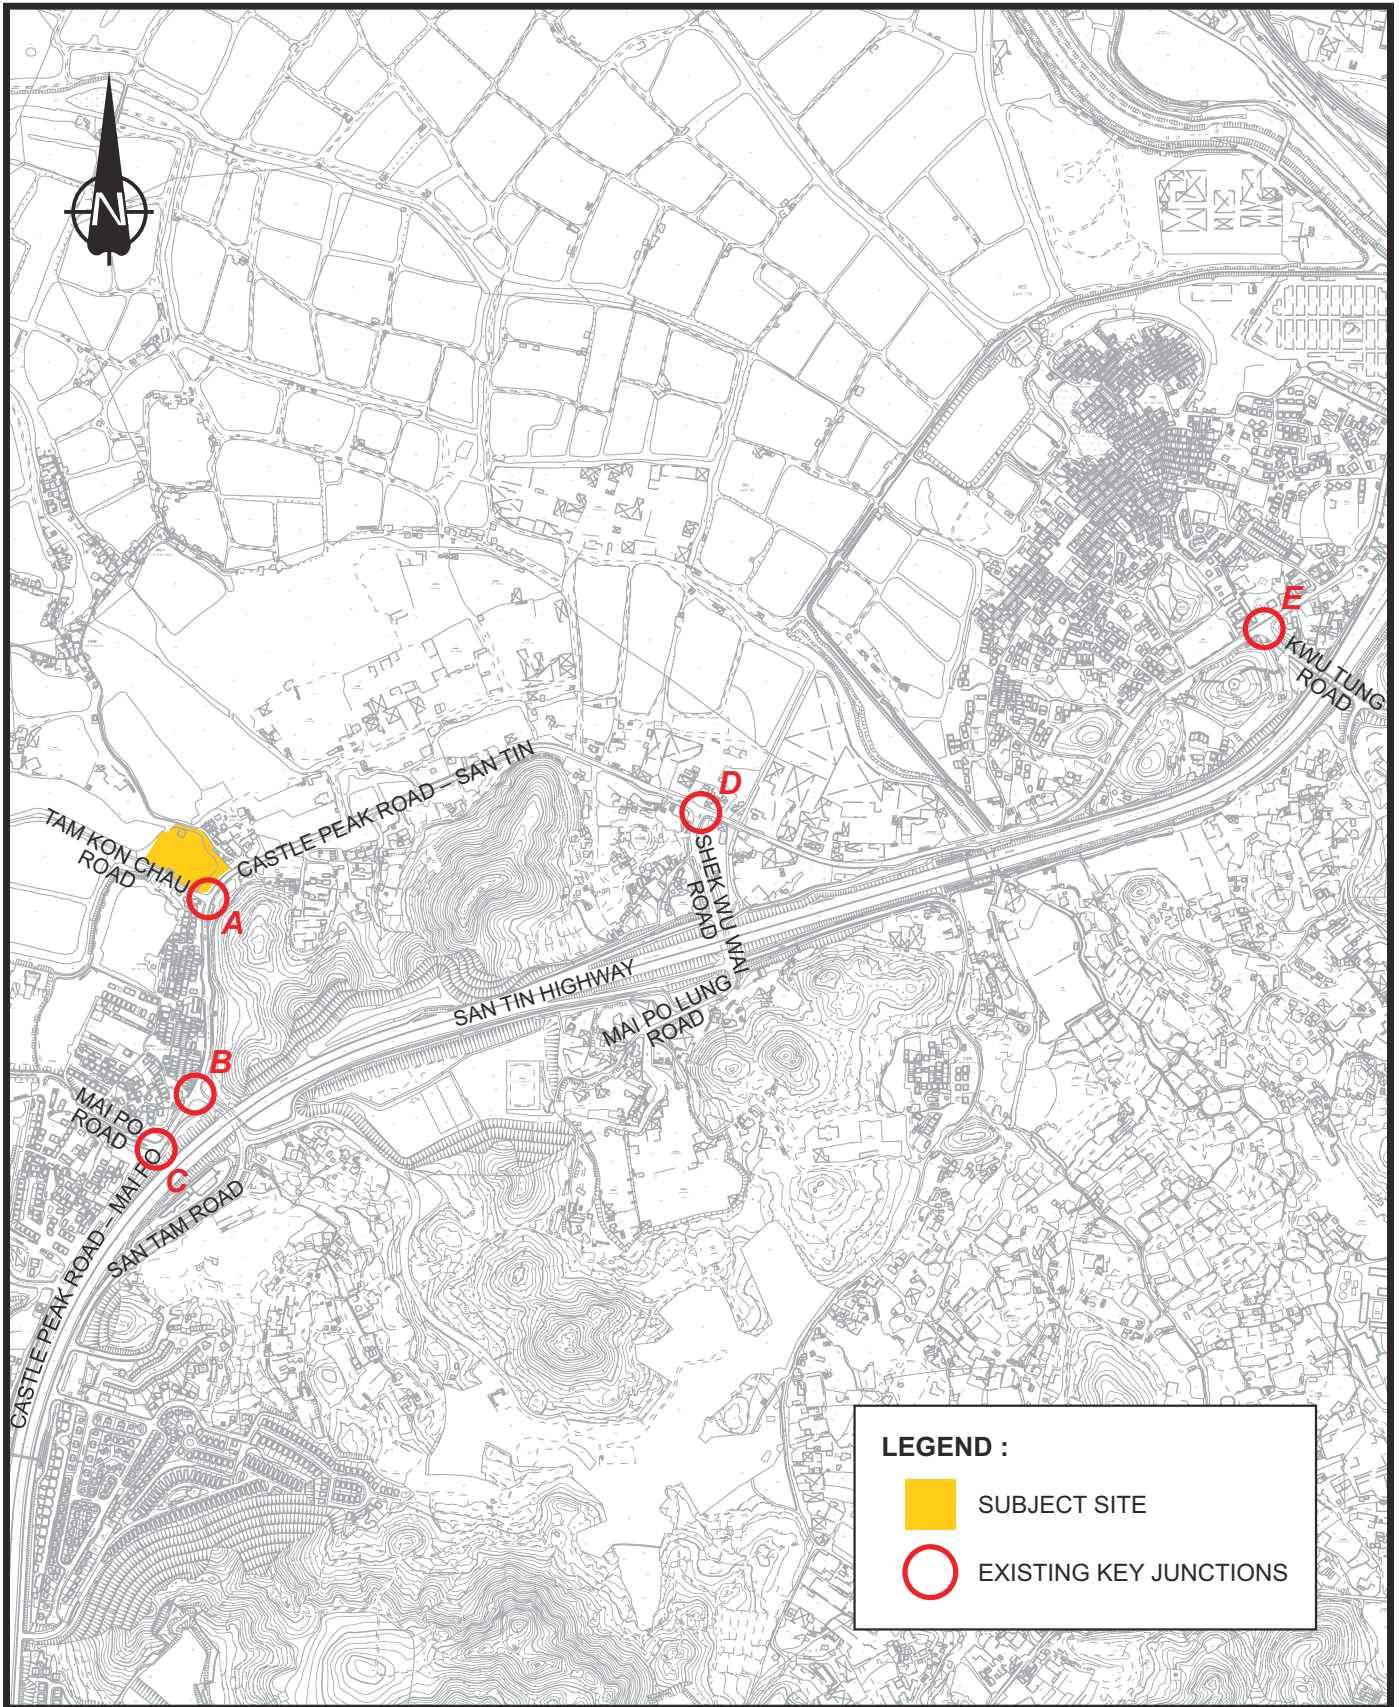 N
SAN TIN
E
KWU TUNG
ROAD
CASTLE PEAK ROAD – SAN TIN
D
TAM KON CHAU
ROAD
A
SHEK WU WAI
ROAD
SAN TIN HIGHWAY
MAI PO LUNG
ROAD
B
MAI PO
ROAD
C
CASTLE PEAK ROAD – MAI PO
SAN TAM ROAD
LEGEND :
SUBJECT SITE
EXISTING KEY JUNCTIONS